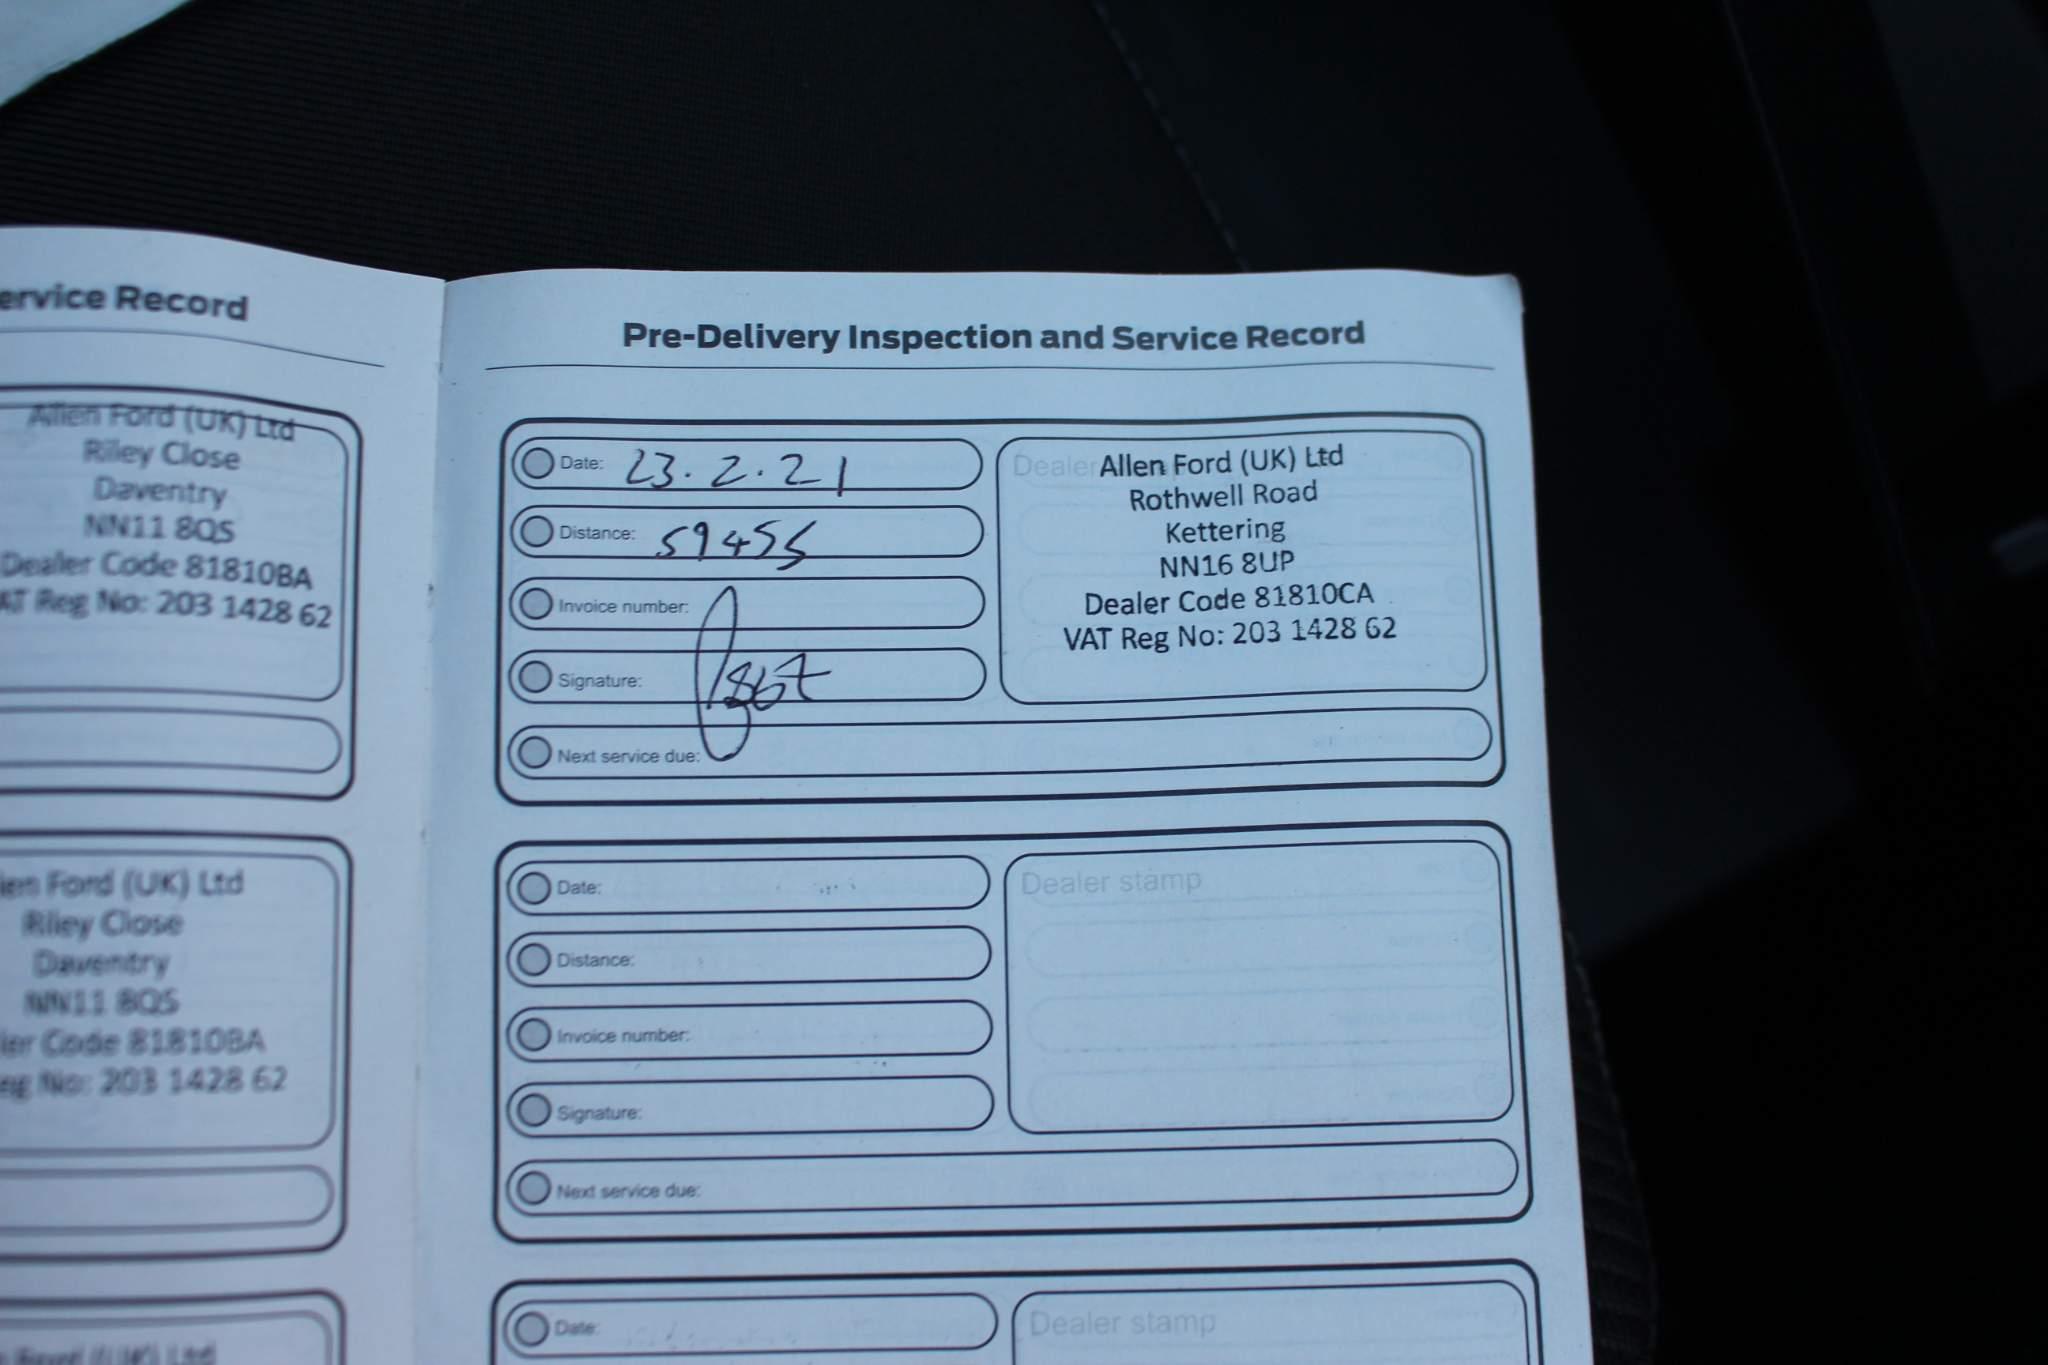 ervice Record
Allen Ford (UK) Ltd
Riley Close
Daventry
NN11 8QS
Dealer Code 81810BA
AT Reg No: 203 1428 62
len Ford (UK) Ltd
Riley Close
Daventry
NN11 8QS
ler Code 81810BA
eg No: 203 1428 62
Ford (UK) Ltd
Pre-Delivery Inspection and Service Record
Date: 23.2.21
Distance: 59455
Invoice number:
Signature:
Next service due:
Dealer
Allen Ford (UK) Ltd
Rothwell Road
Kettering
NN16 8UP
Dealer Code 81810CA
VAT Reg No: 203 1428 62
Date:
Distance:
Invoice number:
Signature:
Next service due:
Dealer stamp
Date:
Dealer stamp